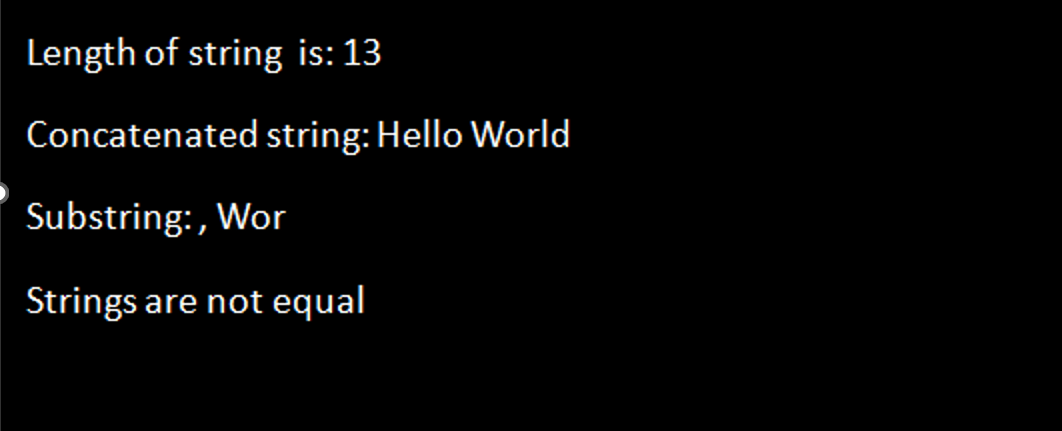 Length of string  is: 13
Concatenated string: Hello World
Substring: , Wor
Strings are not equal